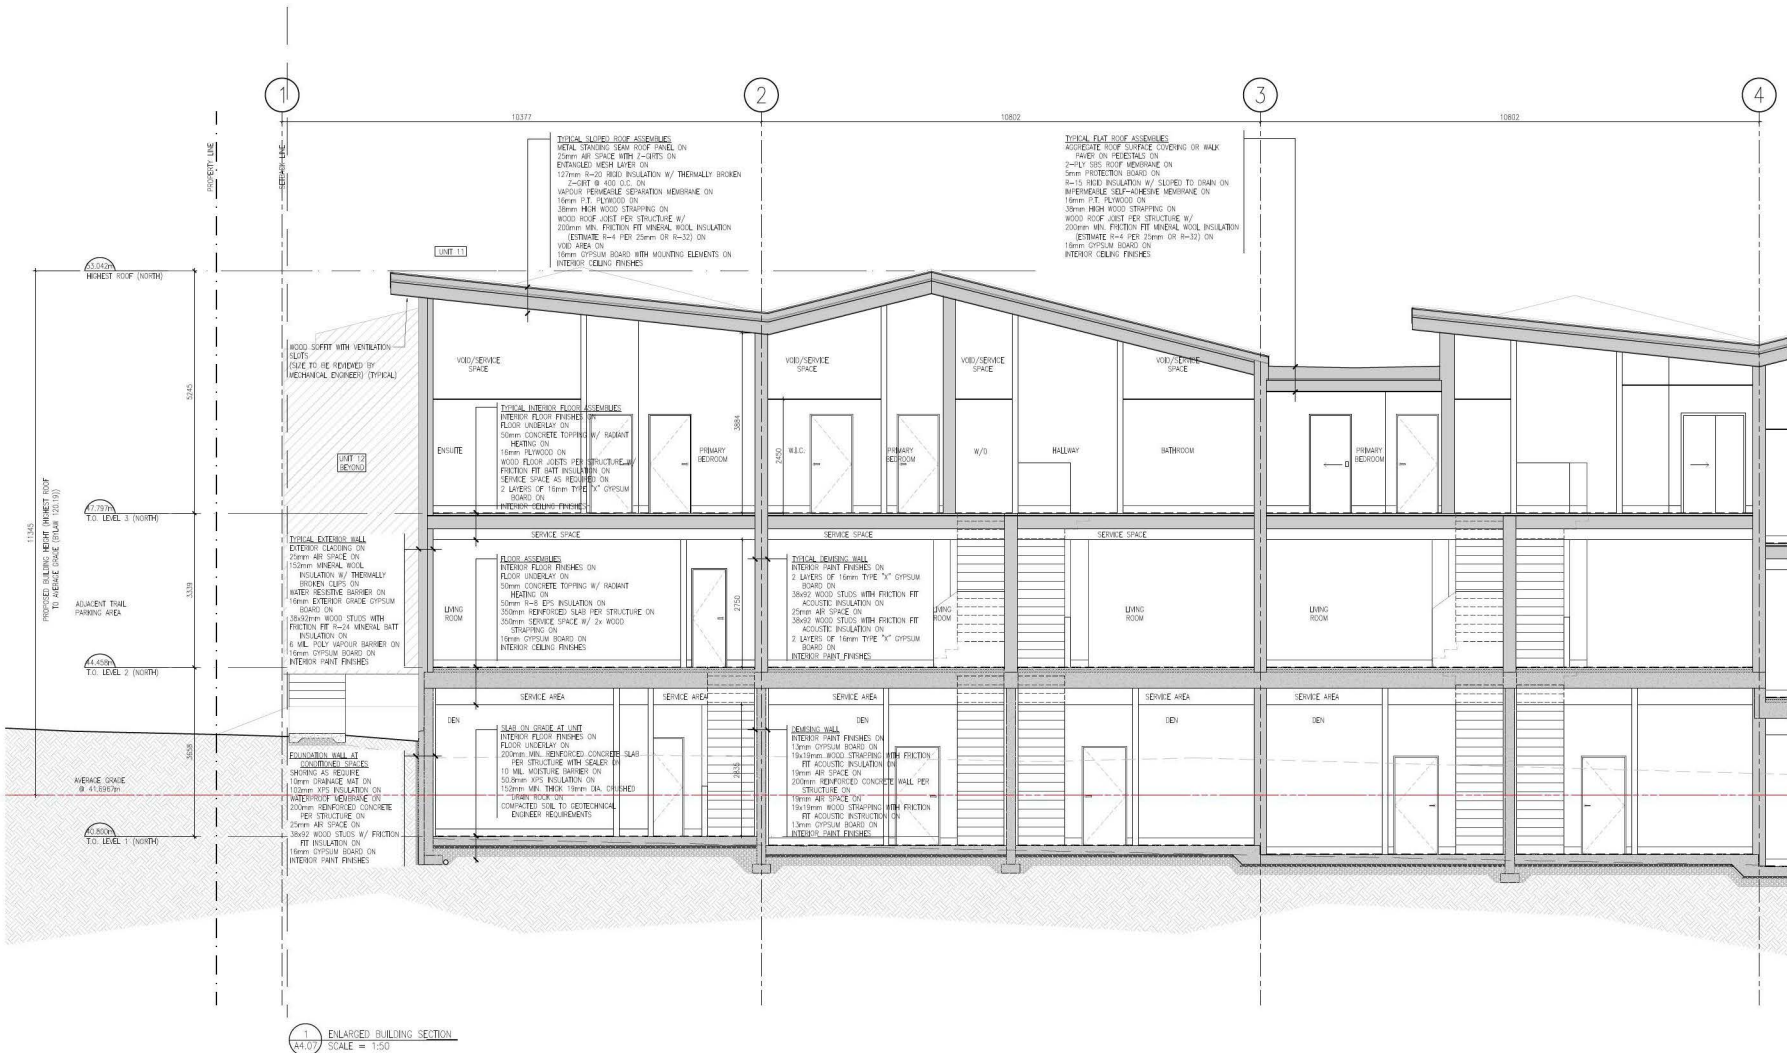 1
2
3
4
10377
10802
10802
PROPERTY LINE
SETBACK LINE
TYPICAL SLOPED ROOF ASSEMBLIES
METAL STANDING SEAM ROOF PANEL ON
25mm AIR SPACE WITH Z-GIRTS ON
ENTANGLED MESH LAYER ON
127mm R-20 RIGID INSULATION W/ THERMALLY BROKEN
Z-GIRT @ 400 O.C. ON
VAPOUR PERMEABLE SEPARATION MEMBRANE ON
16mm P.T. PLYWOOD ON
38mm HIGH WOOD STRAPPING ON
WOOD ROOF JOIST PER STRUCTURE W/
200mm MIN. FRICTION FIT MINERAL WOOL INSULATION
(ESTIMATE R-4 PER 25mm OR R-32) ON
VOID AREA ON
16mm GYPSUM BOARD WITH MOUNTING ELEMENTS ON
INTERIOR CEILING FINISHES
TYPICAL FLAT ROOF ASSEMBLIES
AGGREGATE ROOF SURFACE COVERING OR WALK
PAVER ON PEDESTALS ON
2-PLY SBS ROOF MEMBRANE ON
5mm PROTECTION BOARD ON
R-15 RIGID INSULATION W/ SLOPED TO DRAIN ON
IMPERMEABLE SELF-ADHESIVE MEMBRANE ON
16mm P.T. PLYWOOD ON
38mm HIGH WOOD STRAPPING ON
WOOD ROOF JOIST PER STRUCTURE W/
200mm MIN. FRICTION FIT MINERAL WOOL INSULATION
(ESTIMATE R-4 PER 25mm OR R-32) ON
16mm GYPSUM BOARD ON
INTERIOR CEILING FINISHES
UNIT 11
53.042m
HIGHEST ROOF (NORTH)
WOOD SOFFIT WITH VENTILATION
SLOTS
(SIZE TO BE REVIEWED BY
MECHANICAL ENGINEER) (TYPICAL)
VOID/SERVICE
SPACE
VOID/SERVICE
SPACE
VOID/SERVICE
SPACE
VOID/SERVICE
SPACE
5245
TYPICAL INTERIOR FLOOR ASSEMBLIES
INTERIOR FLOOR FINISHES ON
FLOOR UNDERLAY ON
50mm CONCRETE TOPPING W/ RADIANT
HEATING ON
16mm PLYWOOD ON
WOOD FLOOR JOISTS PER STRUCTURE W/
FRICTION FIT BATT INSULATION ON
SERVICE SPACE AS REQUIRED ON
2 LAYERS OF 16mm TYPE "X" GYPSUM
BOARD ON
INTERIOR CEILING FINISHES
3884
2450
ENSUITE
PRIMARY
BEDROOM
W.I.C.
PRIMARY
BEDROOM
W/D
HALLWAY
BATHROOM
PRIMARY
BEDROOM
UNIT 12
BEYOND
PROPOSED BUILDING HEIGHT (HIGHEST ROOF
TO AVERAGE GRADE (BYLAW 120.19))
11345
47.797m
T.O. LEVEL 3 (NORTH)
SERVICE SPACE
SERVICE SPACE
SERVICE SPACE
TYPICAL EXTERIOR WALL
EXTERIOR CLADDING ON
25mm AIR SPACE ON
152mm MINERAL WOOL
INSULATION W/ THERMALLY
BROKEN CLIPS ON
WATER RESISTIVE BARRIER ON
16mm EXTERIOR GRADE GYPSUM
BOARD ON
38x92mm WOOD STUDS WITH
FRICTION FIT R-24 MINERAL BATT
INSULATION ON
6 MIL POLY VAPOUR BARRIER ON
16mm GYPSUM BOARD ON
INTERIOR PAINT FINISHES
FLOOR ASSEMBLIES
INTERIOR FLOOR FINISHES ON
FLOOR UNDERLAY ON
50mm CONCRETE TOPPING W/ RADIANT
HEATING ON
50mm R-8 EPS INSULATION ON
350mm REINFORCED SLAB PER STRUCTURE ON
350mm SERVICE SPACE W/ 2x WOOD
STRAPPING ON
16mm GYPSUM BOARD ON
INTERIOR CEILING FINISHES
TYPICAL DEMISING WALL
INTERIOR PAINT FINISHES ON
2 LAYERS OF 16mm TYPE "X" GYPSUM
BOARD ON
38x92 WOOD STUDS WITH FRICTION FIT
ACOUSTIC INSULATION ON
25mm AIR SPACE ON
38x92 WOOD STUDS WITH FRICTION FIT
ACOUSTIC INSULATION ON
2 LAYERS OF 16mm TYPE "X" GYPSUM
BOARD ON
INTERIOR PAINT FINISHES
3339
2750
ADJACENT TRAIL
PARKING AREA
LIVING
ROOM
LIVING
ROOM
LIVING
ROOM
LIVING
ROOM
44.458m
T.O. LEVEL 2 (NORTH)
SERVICE AREA
SERVICE AREA
SERVICE AREA
SERVICE AREA
SERVICE AREA
DEN
DEN
DEN
DEN
3658
2835
SLAB ON GRADE AT UNIT
INTERIOR FLOOR FINISHES ON
FLOOR UNDERLAY ON
200mm MIN. REINFORCED CONCRETE SLAB
PER STRUCTURE WITH SEALER ON
10 MIL. MOISTURE BARRIER ON
50.8mm XPS INSULATION ON
152mm MIN. THICK 19mm DIA. CRUSHED
DRAIN ROCK ON
COMPACTED SOIL TO GEOTECHNICAL
ENGINEER REQUIREMENTS
DEMISING WALL
INTERIOR PAINT FINISHES ON
13mm GYPSUM BOARD ON
19x19mm WOOD STRAPPING WITH FRICTION
FIT ACOUSTIC INSULATION ON
19mm AIR SPACE ON
200mm REINFORCED CONCRETE WALL PER
STRUCTURE ON
19mm AIR SPACE ON
19x19mm WOOD STRAPPING WITH FRICTION
FIT ACOUSTIC INSTRUCTION ON
13mm GYPSUM BOARD ON
INTERIOR PAINT FINISHES
FOUNDATION WALL AT
CONDITIONED SPACES
SHORING AS REQUIRE
10mm DRAINAGE MAT ON
102mm XPS INSULATION ON
WATERPROOF MEMBRANE ON
200mm REINFORCED CONCRETE
PER STRUCTURE ON
25mm AIR SPACE ON
38x92 WOOD STUDS W/ FRICTION
FIT INSULATION ON
16mm GYPSUM BOARD ON
INTERIOR PAINT FINISHES
AVERAGE GRADE
@ 41.6967m
40.800m
T.O. LEVEL 1 (NORTH)
1
A4.07
ENLARGED BUILDING SECTION
SCALE = 1:50